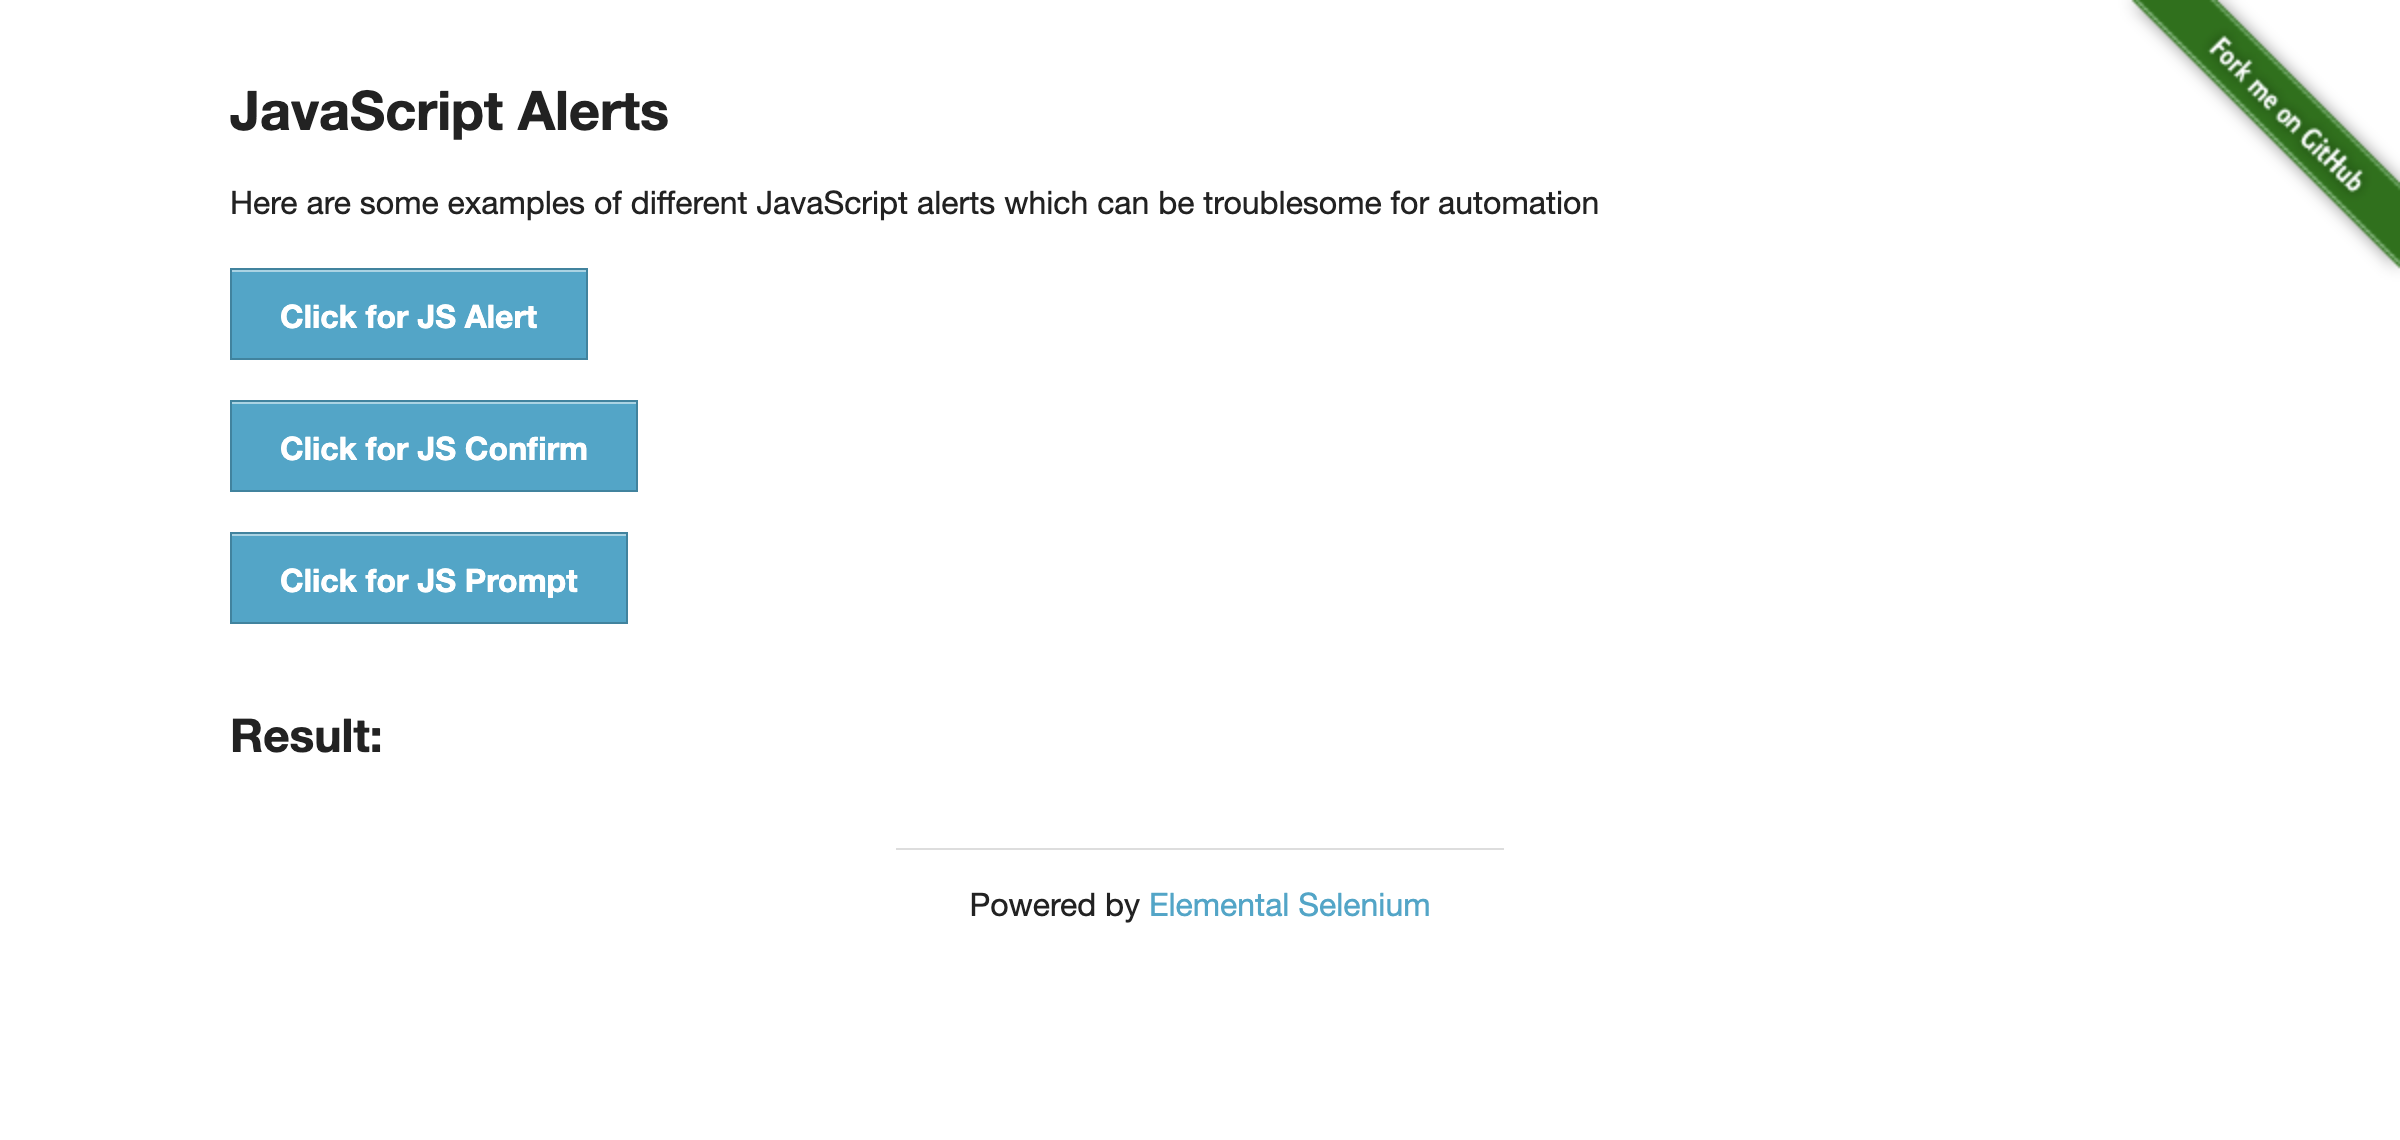 Fork me on GitHub
JavaScript Alerts
Here are some examples of different JavaScript alerts which can be troublesome for automation
Click for JS Alert
Click for JS Confirm
Click for JS Prompt
Result:
Powered by Elemental Selenium